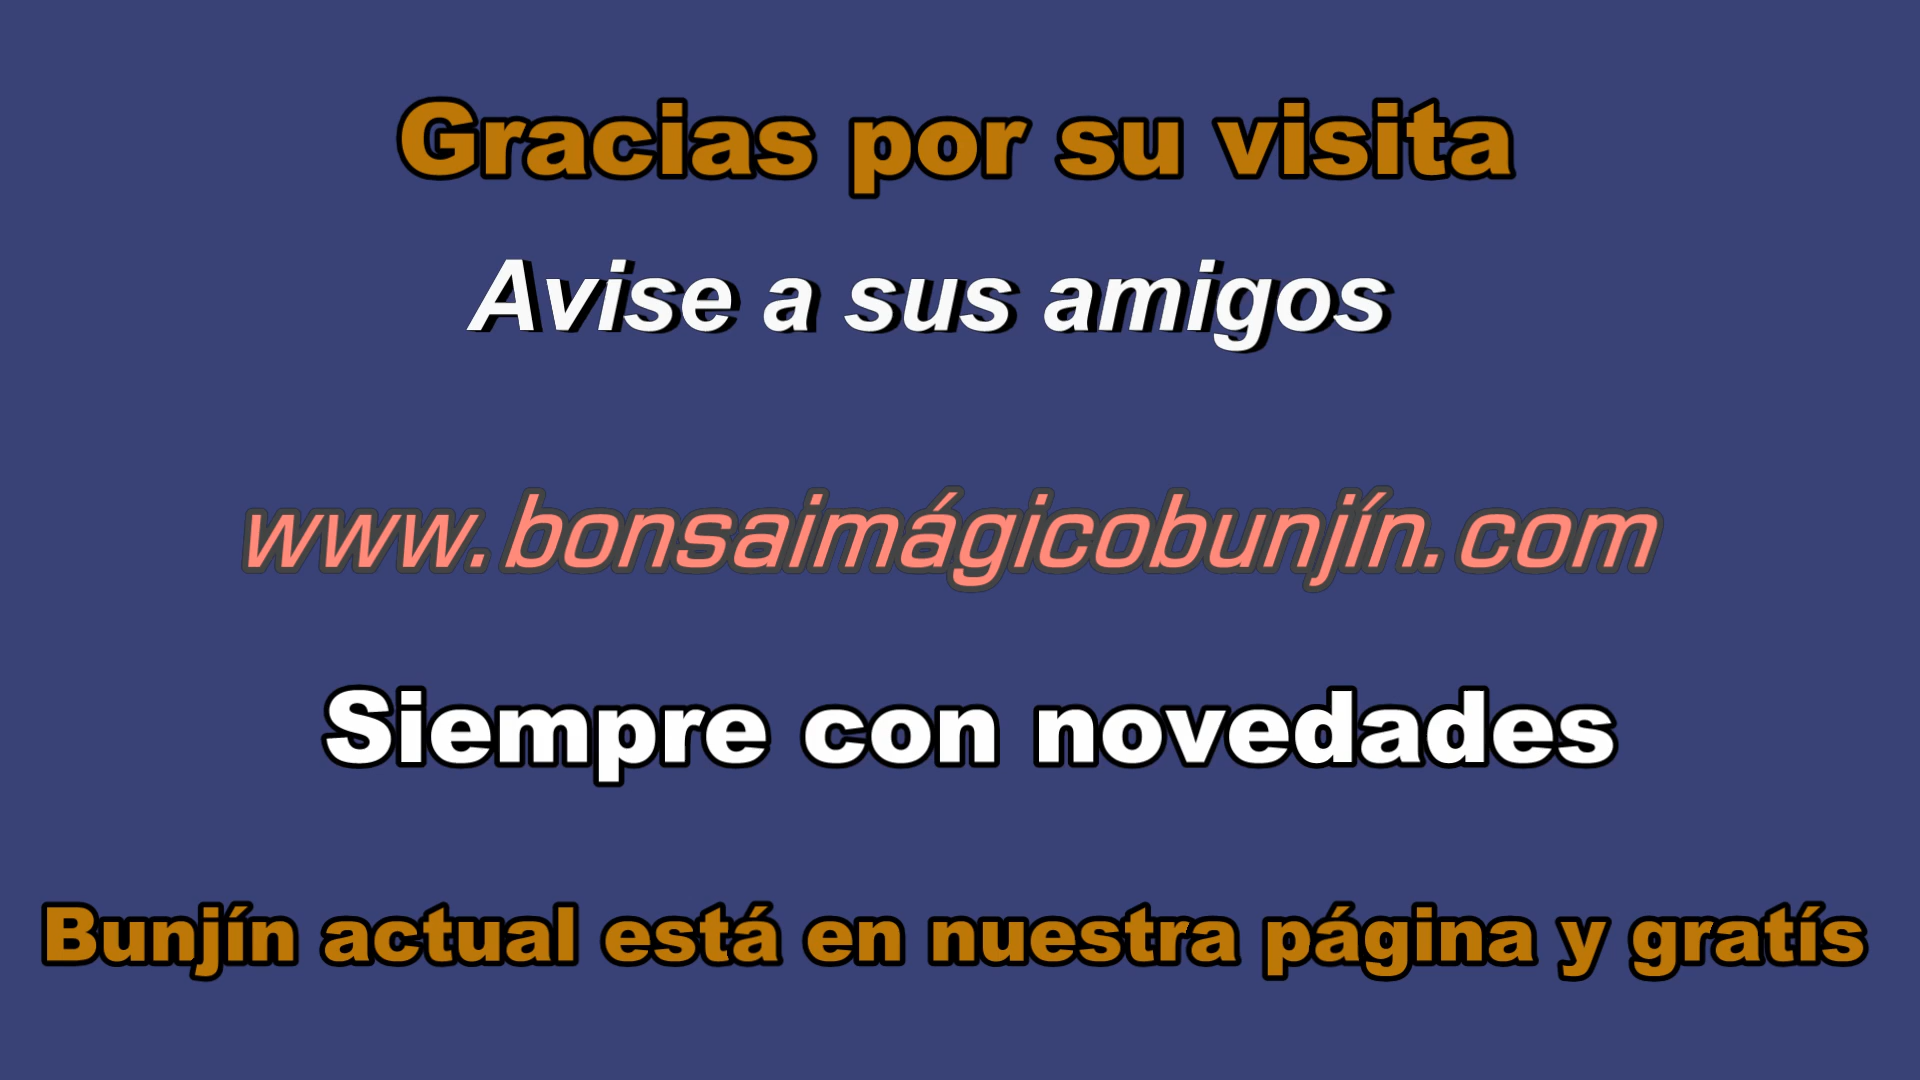 Gracias por su visita
Avise a sus amigos
www.bonsaimágicobunjín.com
Siempre con novedades
Bunjín actual está en nuestra página y gratís